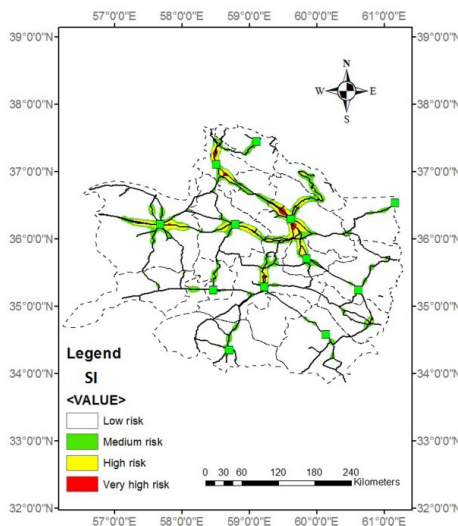 57°0'0"E 58°0'0"E 59°0'0"E 60°0'0"E 61°0'0"E
39°0'0"N 39°0'0"N
N
W E
S
38°0'0"N 38°0'0"N
37°0'0"N 37°0'0"N
36°0'0"N 36°0'0"N
35°0'0"N 35°0'0"N
34°0'0"N 34°0'0"N
33°0'0"N 33°0'0"N
32°0'0"N 32°0'0"N
Legend
SI
<VALUE>
Low risk
Medium risk
High risk
Very high risk
0 30 60 120 180 240
Kilometers
57°0'0"E 58°0'0"E 59°0'0"E 60°0'0"E 61°0'0"E